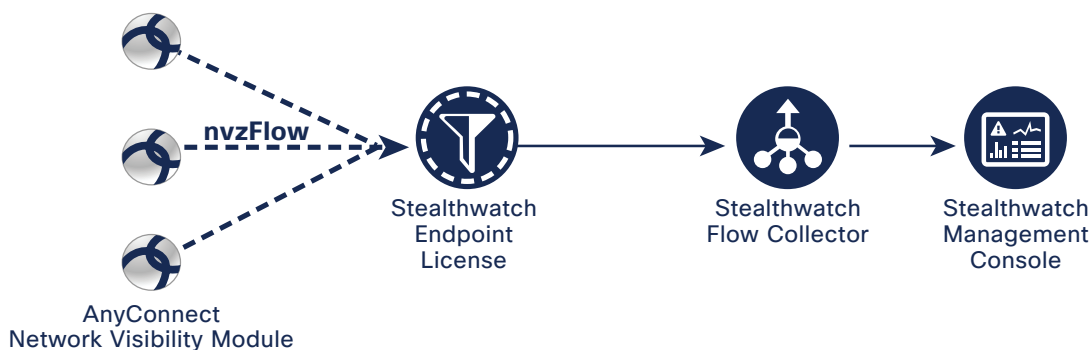 nvzFlow
Stealthwatch
Endpoint
License
Stealthwatch
Flow Collector
Stealthwatch
Management
Console
AnyConnect
Network Visibility Module